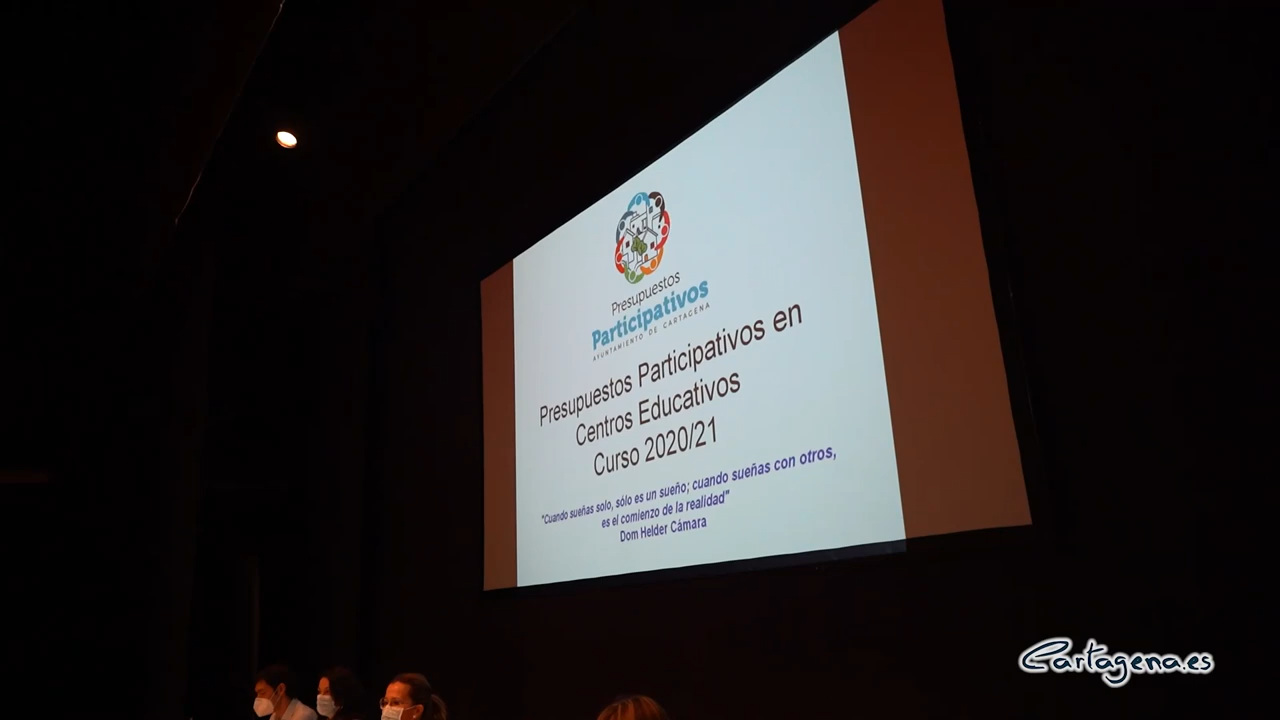 Presupuestos
Participativos
AYUNTAMIENTO DE CARTAGENA
Presupuestos Participativos en
Centros Educativos
Curso 2020/21
"Cuando sueñas solo, sólo es un sueño; cuando sueñas con otros,
es el comienzo de la realidad"
Dom Helder Cámara
Cartagena.es